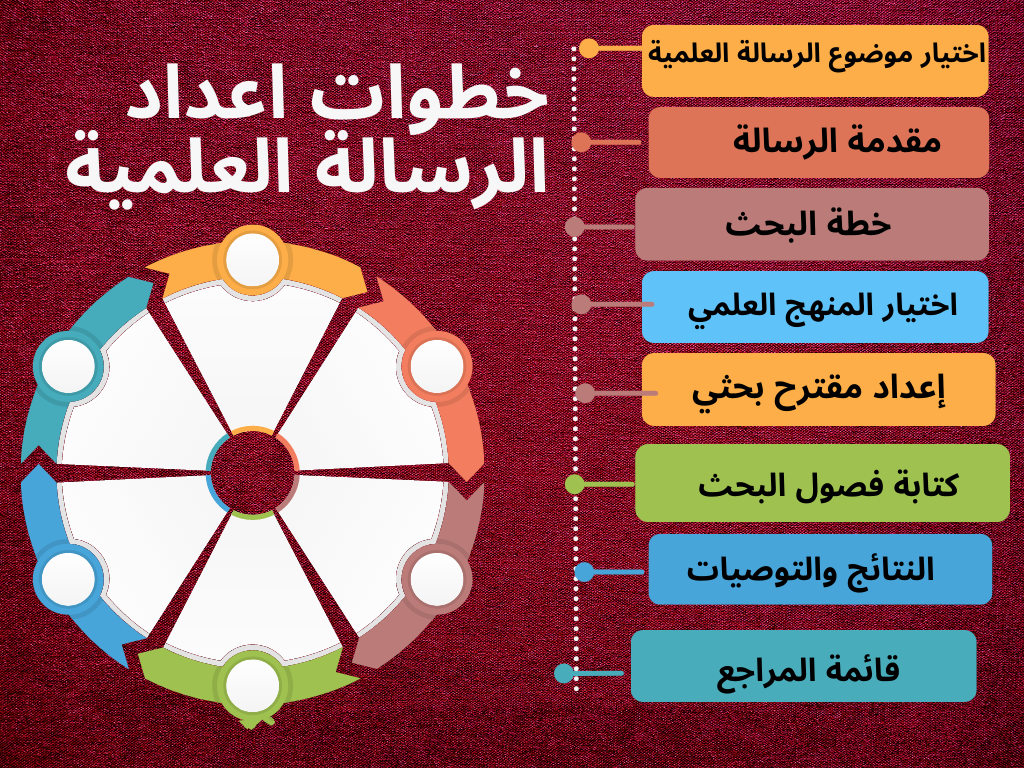 خطوات اعداد
الرسالة العلمية
اختيار موضوع الرسالة العلمية
مقدمة الرسالة
خطة البحث
اختيار المنهج العلمي
إعداد مقترح بحثي
كتابة فصول البحث
النتائج والتوصيات
قائمة المراجع